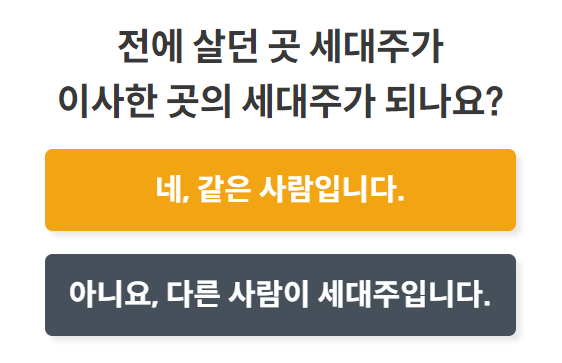 전에 살던 곳 세대주가
이사한 곳의 세대주가 되나요?
네, 같은 사람입니다.
아니요, 다른 사람이 세대주입니다.